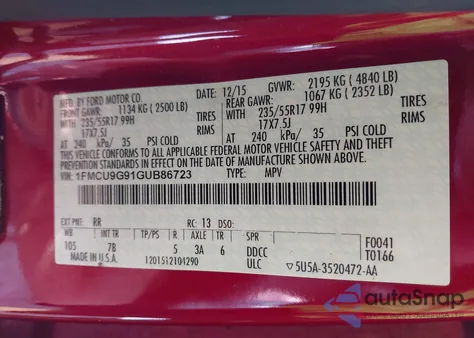 MFD. BY FORD MOTOR CO. 12/15 GVWR: 2195 KG ( 4840 LB)
FRONT GAWR: 1134 KG ( 2500 LB) REAR GAWR: 1067 KG ( 2352 LB)
WITH WITH
235/55R17 99H TIRES 235/55R17 99H TIRES
17X7.5J RIMS 17X7.5J RIMS
AT 240 kPa/ 35 PSI COLD AT 240 kPa/ 35 PSI COLD
THIS VEHICLE CONFORMS TO ALL APPLICABLE FEDERAL MOTOR VEHICLE SAFETY AND THEFT
PREVENTION STANDARDS IN EFFECT ON THE DATE OF MANUFACTURE SHOWN ABOVE.
VIN: 1FMCU9G91GUB86723 TYPE: MPV
EXT PNT: RR RC: 13 DSO:
WB INT TR TP/PS R AXLE TR SPR F0041
105 7B 5 3A 6 DDCC T0166
MADE IN U.S.A. ULC 5U5A-3520472-AA
autoSnap